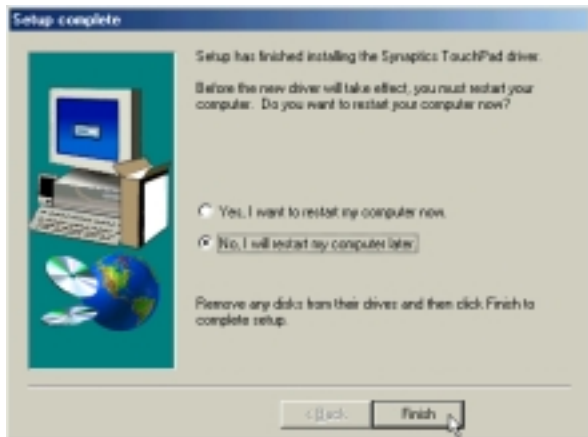 Setup complete
Setup has finished installing the Synaptics TouchPad driver.
Before the new driver will take effect, you must restart your
computer. Do you want to restart your computer now?
Yes, I want to restart my computer now.
No, I will restart my computer later.
Remove any disks from their drives and then click Finish to
complete setup.
< Back
Finish